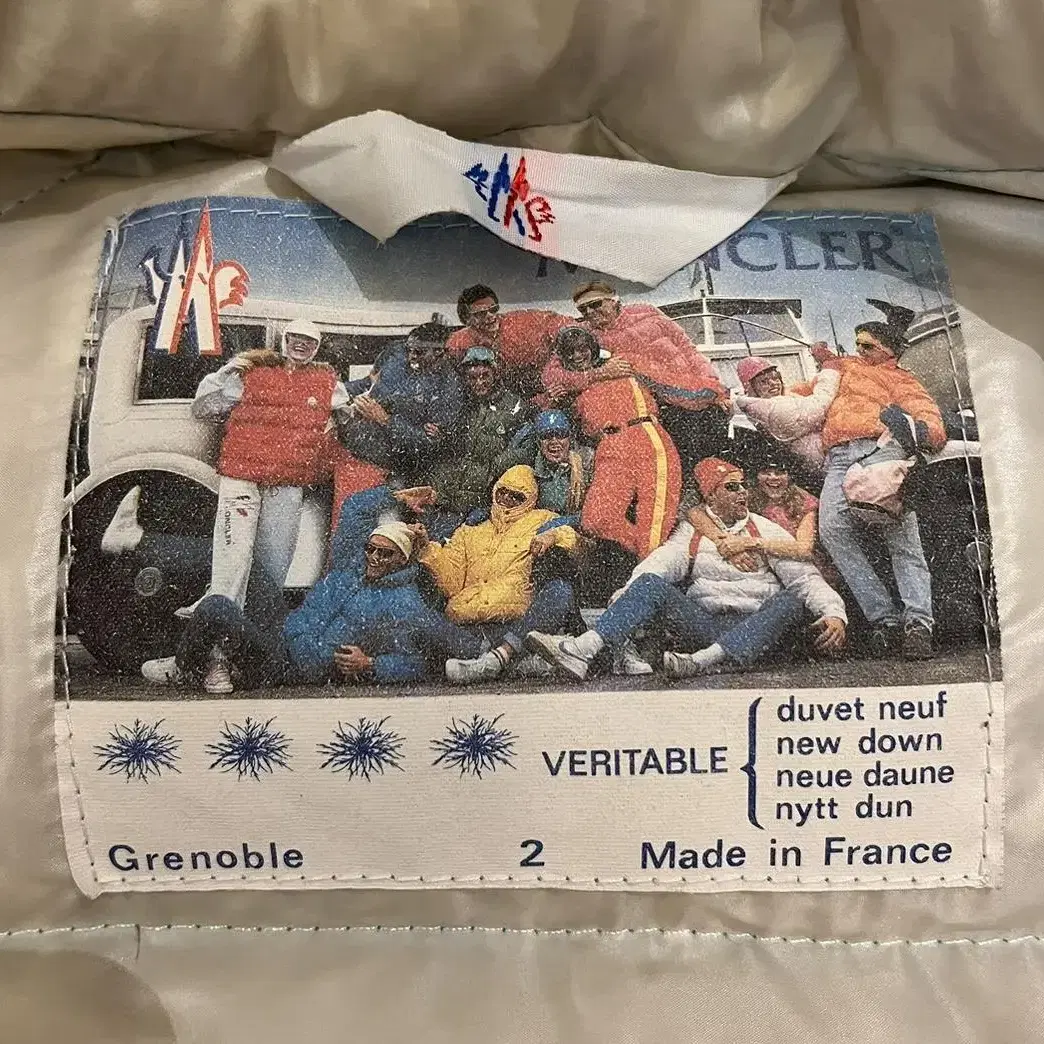 MONCLER
VERITABLE
duvet neuf
new down
neue daune
nytt dun
Grenoble 2 Made in France